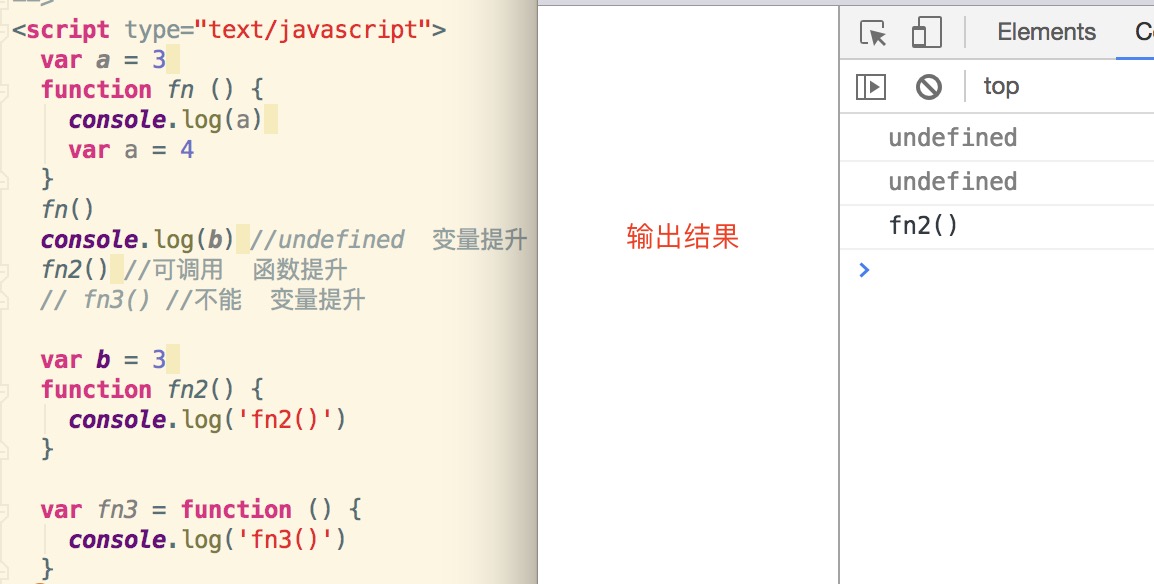 <script type="text/javascript">
var a = 3
function fn () {
console.log(a)
var a = 4
}
fn()
console.log(b) //undefined 变量提升
fn2() //可调用 函数提升
// fn3() //不能 变量提升
var b = 3
function fn2() {
console.log('fn2()')
}
var fn3 = function () {
console.log('fn3()')
}
输出结果
Elements
top
undefined
undefined
fn2()